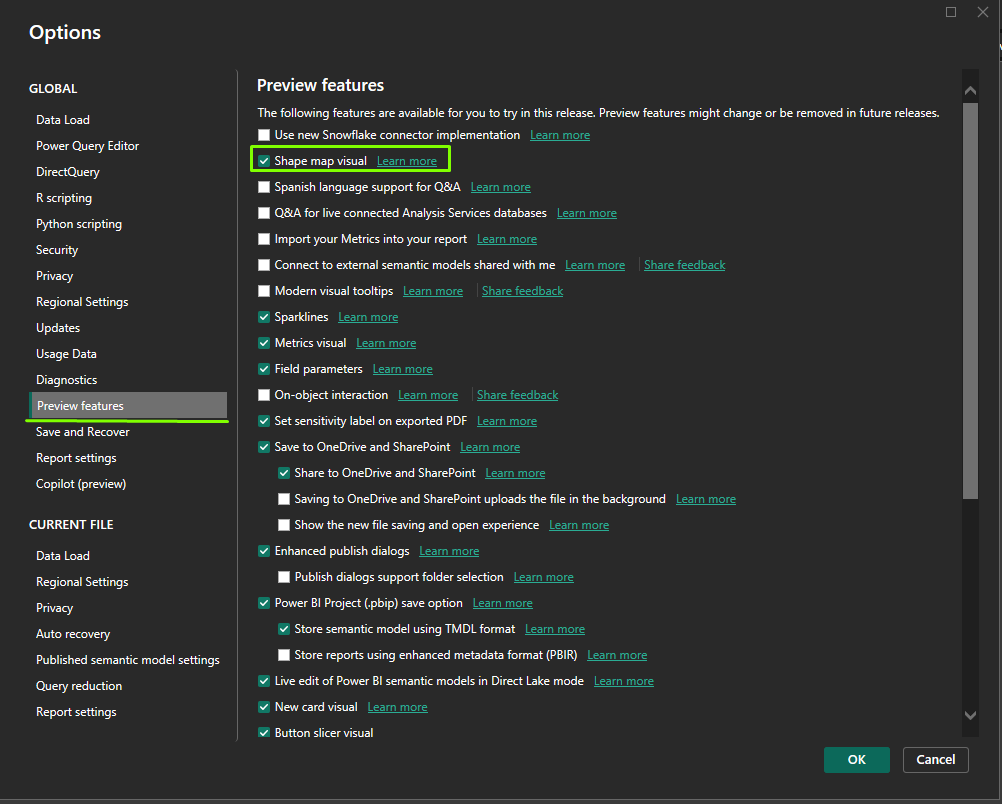 Options
GLOBAL
Data Load
Power Query Editor
DirectQuery
R scripting
Python scripting
Security
Privacy
Regional Settings
Updates
Usage Data
Diagnostics
Preview features
Save and Recover
Report settings
Copilot (preview)
CURRENT FILE
Data Load
Regional Settings
Privacy
Auto recovery
Published semantic model settings
Query reduction
Report settings
Preview features
The following features are available for you to try in this release. Preview features might change or be removed in future releases.
Use new Snowflake connector implementation Learn more
Shape map visual Learn more
Spanish language support for Q&A Learn more
Q&A for live connected Analysis Services databases Learn more
Import your Metrics into your report Learn more
Connect to external semantic models shared with me Learn more Share feedback
Modern visual tooltips Learn more Share feedback
Sparklines Learn more
Metrics visual Learn more
Field parameters Learn more
On-object interaction Learn more Share feedback
Set sensitivity label on exported PDF Learn more
Save to OneDrive and SharePoint Learn more
Share to OneDrive and SharePoint Learn more
Saving to OneDrive and SharePoint uploads the file in the background Learn more
Show the new file saving and open experience Learn more
Enhanced publish dialogs Learn more
Publish dialogs support folder selection Learn more
Power BI Project (.pbip) save option Learn more
Store semantic model using TMDL format Learn more
Store reports using enhanced metadata format (PBIR) Learn more
Live edit of Power BI semantic models in Direct Lake mode Learn more
New card visual Learn more
Button slicer visual
OK Cancel